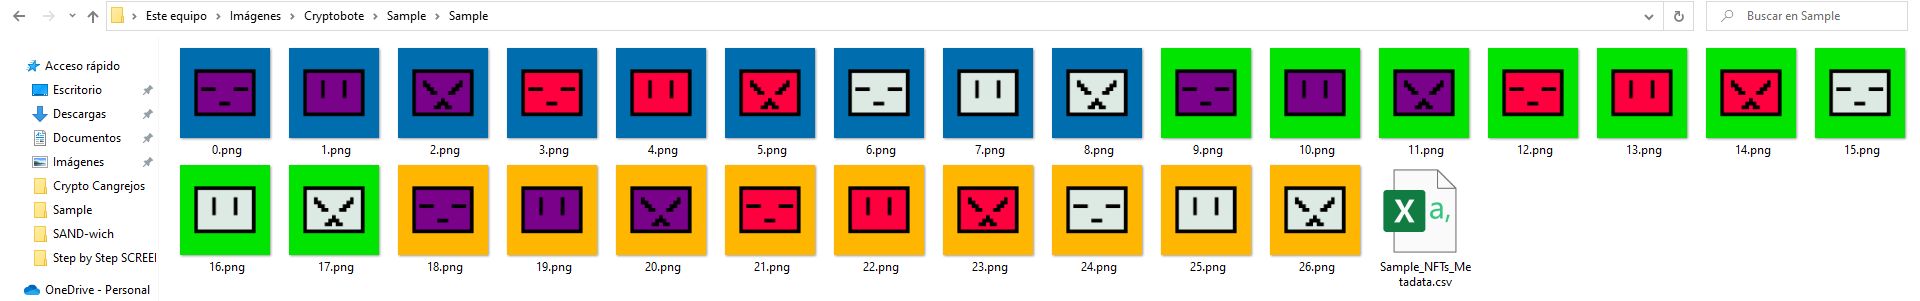 Este equipo > Imágenes > Cryptobote > Sample > Sample
Buscar en Sample
Acceso rápido
Escritorio
Descargas
Documentos
Imágenes
Crypto Cangrejos
Sample
SAND-wich
Step by Step SCREE
OneDrive - Personal
0.png 1.png 2.png 3.png 4.png 5.png 6.png 7.png 8.png 9.png 10.png 11.png 12.png 13.png 14.png 15.png
16.png 17.png 18.png 19.png 20.png 21.png 22.png 23.png 24.png 25.png 26.png Sample_NFTs_Me
tadata.csv
X a,